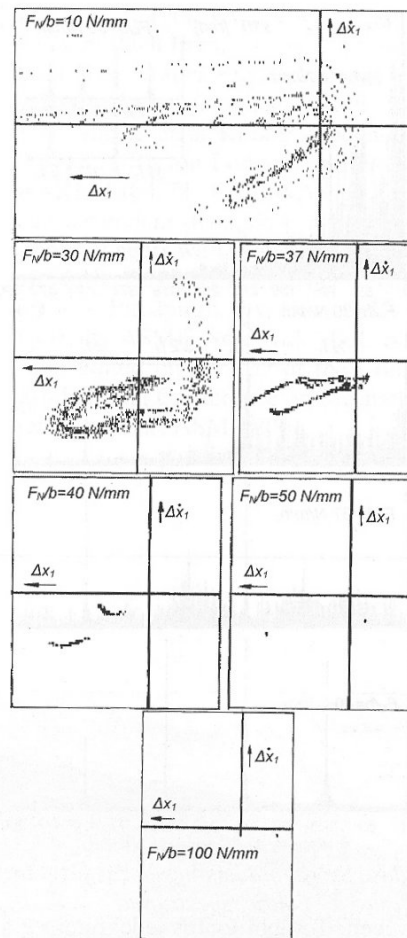 F_N/b=10 N/mm
Δẋ₁
Δx₁
F_N/b=30 N/mm
Δẋ₁
Δx₁
F_N/b=37 N/mm
Δẋ₁
Δx₁
F_N/b=40 N/mm
Δẋ₁
Δx₁
F_N/b=50 N/mm
Δẋ₁
Δx₁
Δẋ₁
Δx₁
F_N/b=100 N/mm